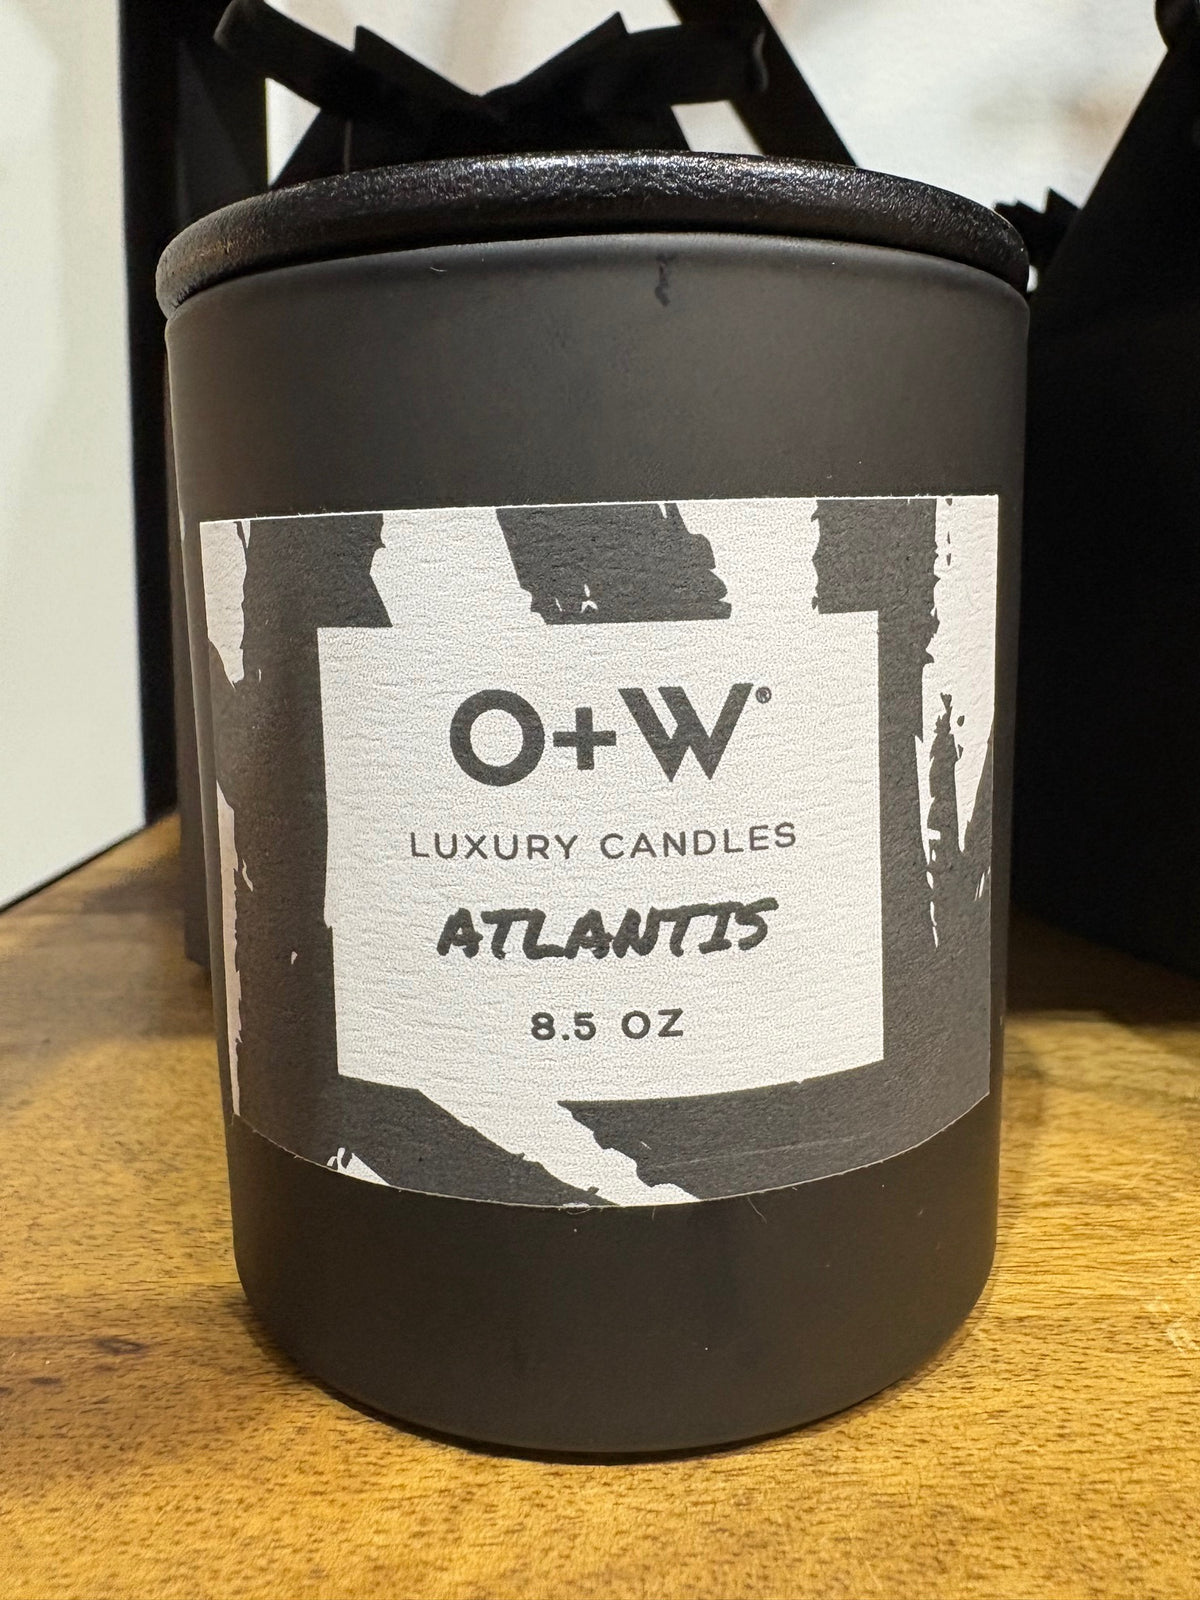 O+W®
LUXURY CANDLES
ATLANTIS
8.5 OZ